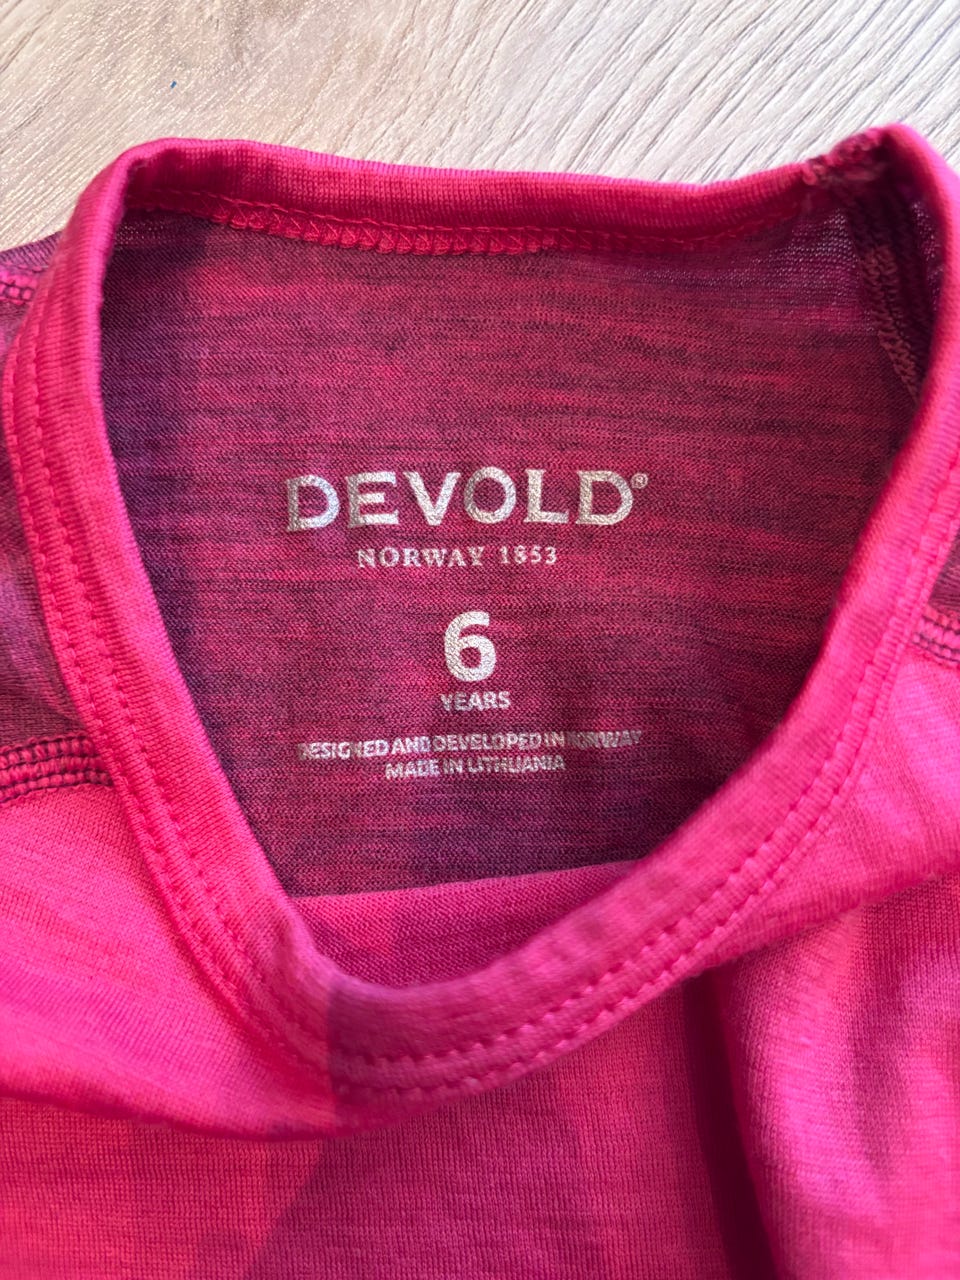 DEVOLD®
NORWAY 1853
6
YEARS
DESIGNED AND DEVELOPED IN NORWAY
MADE IN LITHUANIA